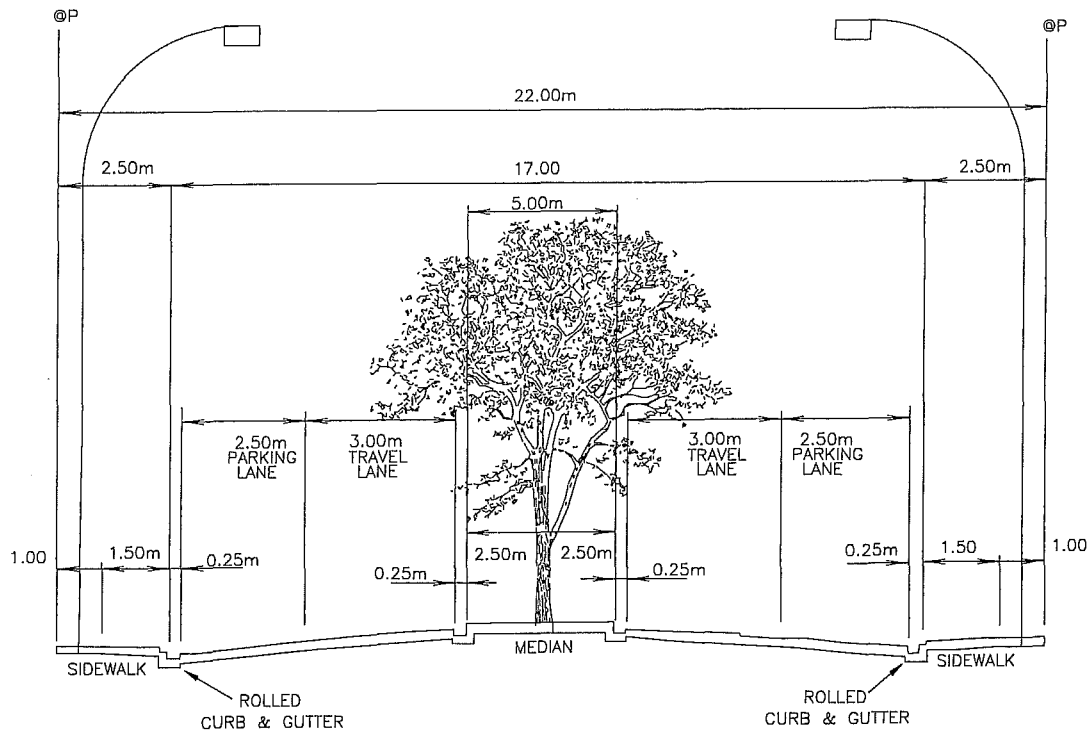 @P
@P
22.00m
2.50m
17.00
2.50m
5.00m
2.50m
PARKING
LANE
3.00m
TRAVEL
LANE
3.00m
TRAVEL
LANE
2.50m
PARKING
LANE
1.00
1.50m
0.25m
0.25m
2.50m
2.50m
0.25m
0.25m
1.50
1.00
SIDEWALK
MEDIAN
SIDEWALK
ROLLED
CURB & GUTTER
ROLLED
CURB & GUTTER